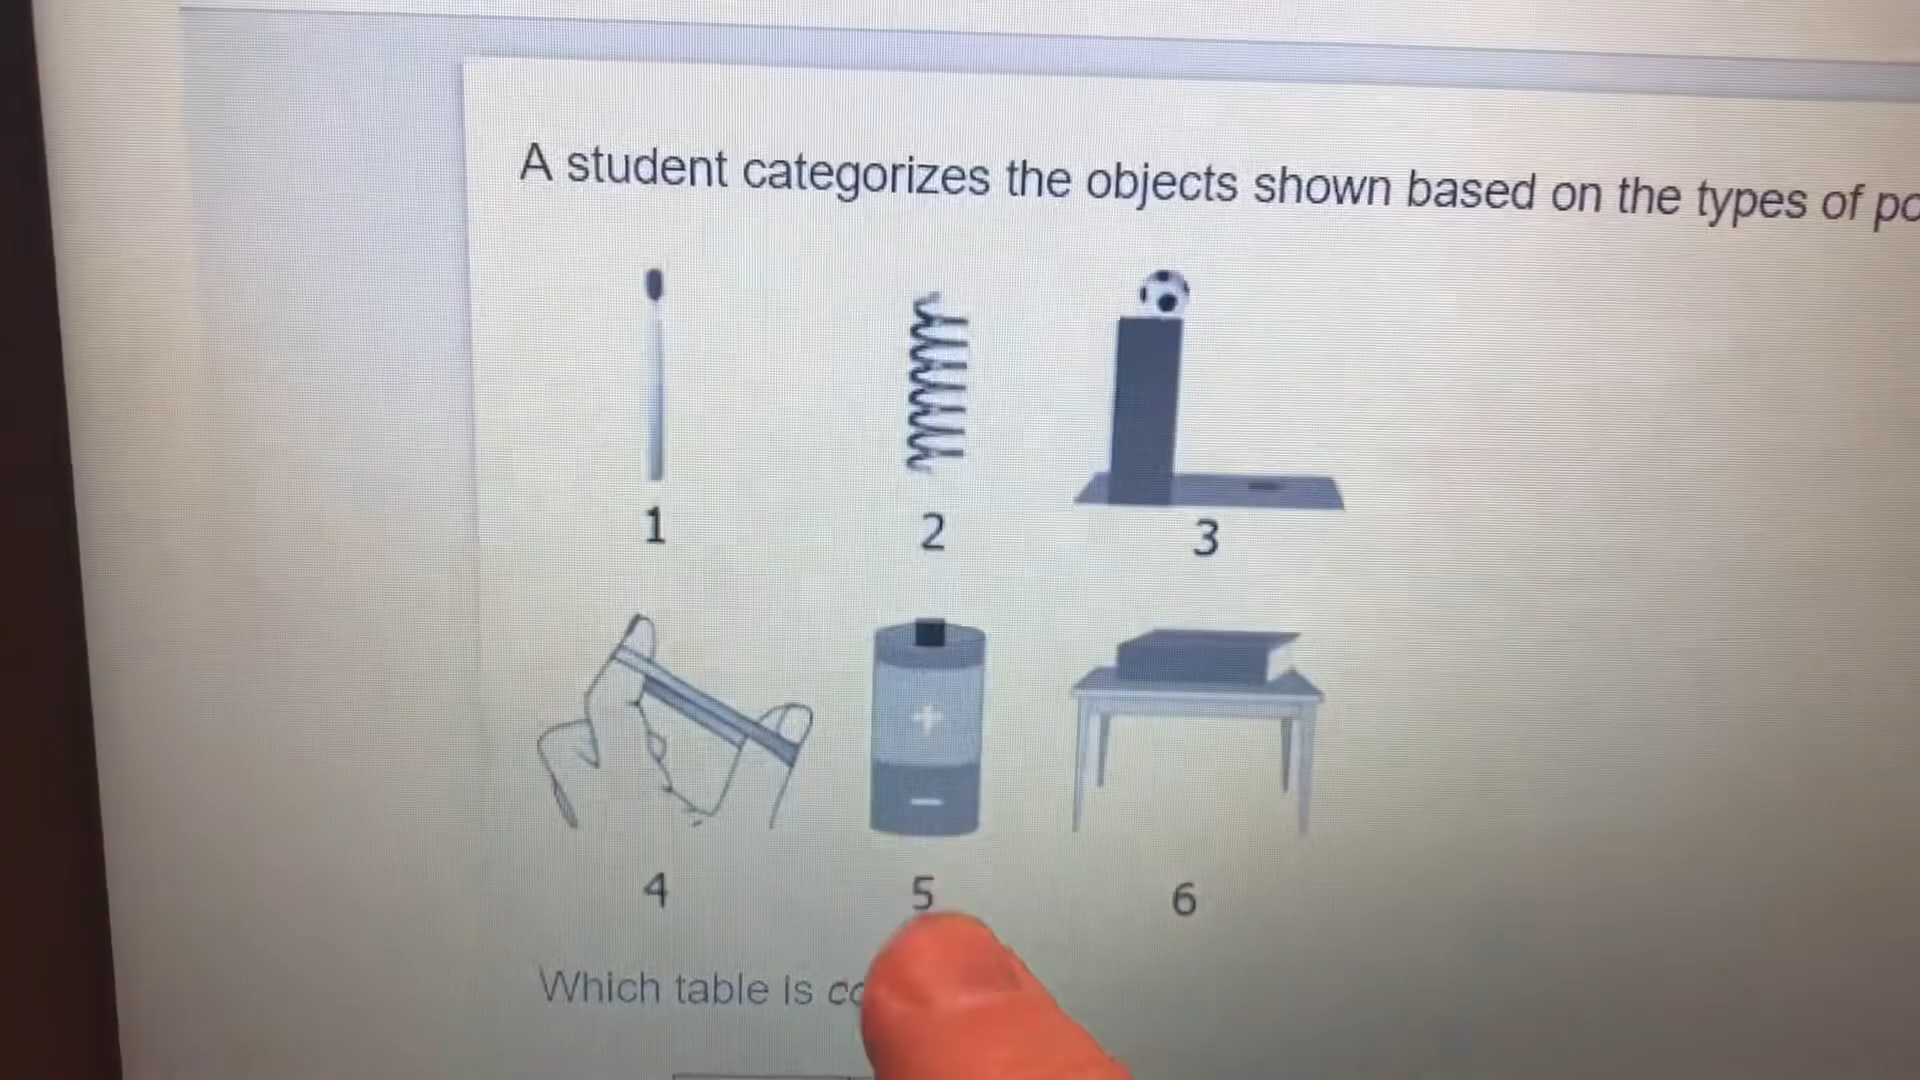 A student categorizes the objects shown based on the types of
1 2 3
+
−
4 5 6
Which table is